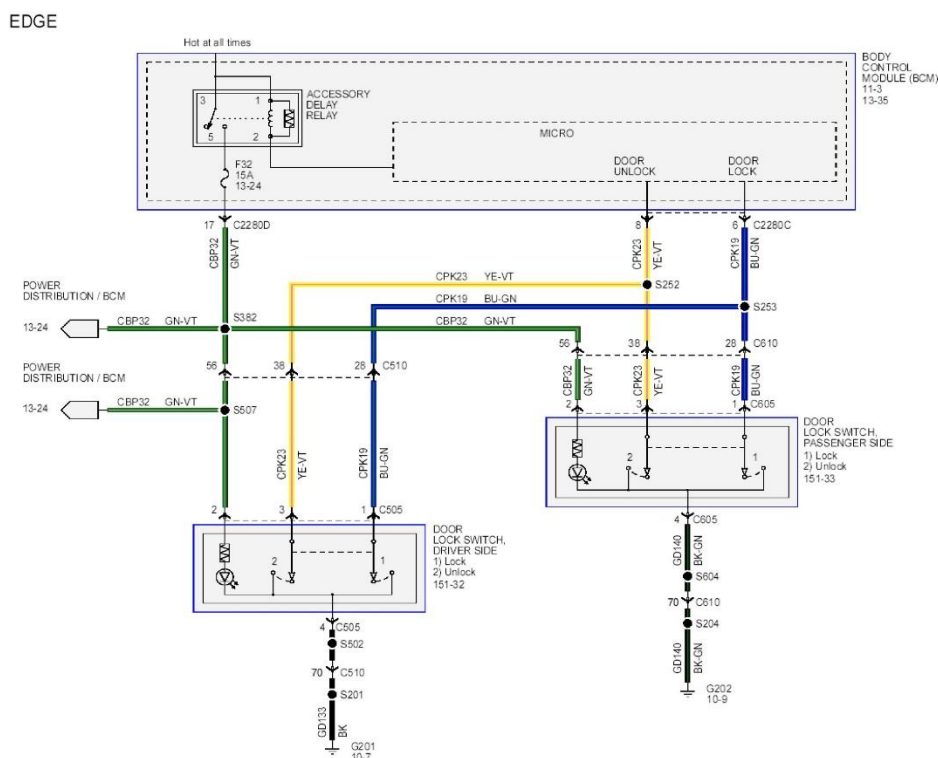 EDGE
Hot at all times
BODY
CONTROL
MODULE (BCM)
11-3
13-35
3
1
5
2
ACCESSORY
DELAY
RELAY
MICRO
F32
15A
13-24
DOOR
UNLOCK
DOOR
LOCK
17
C2280D
8
6
C2280C
CBP32
GN-VT
CPK23
YE-VT
CPK19
BU-GN
CPK23 YE-VT
S252
CPK19 BU-GN
S253
POWER
DISTRIBUTION / BCM
13-24
CBP32 GN-VT
S382
CBP32 GN-VT
56
38
28
C610
POWER
DISTRIBUTION / BCM
13-24
CBP32 GN-VT
56
38
28
C510
S507
CBP32
GN-VT
CPK23
YE-VT
CPK19
BU-GN
2
3
1
C605
DOOR
LOCK SWITCH,
PASSENGER SIDE
1) Lock
2) Unlock
151-33
2
1
CPK23
YE-VT
CPK19
BU-GN
2
3
1
C505
DOOR
LOCK SWITCH,
DRIVER SIDE
1) Lock
2) Unlock
151-32
2
1
4
C605
GD140
BK-GN
S604
70
C610
S204
GD140
BK-GN
G202
10-9
4
C505
S502
70
C510
S201
GD133
BK
G201
10-7